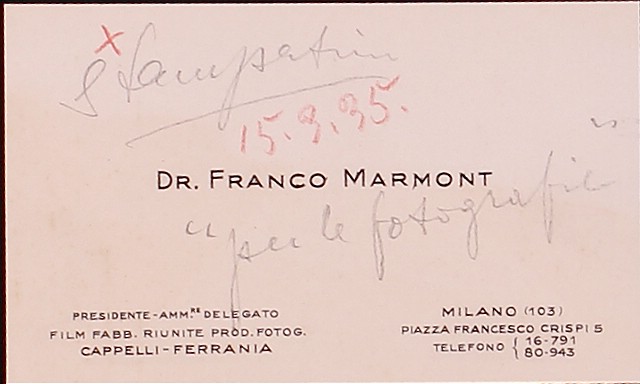 x
Stampatin
15.3.35.
DR. FRANCO MARMONT
"per le fotografie"
PRESIDENTE-AMM.RE DELEGATO
FILM FABB. RIUNITE PROD. FOTOG.
CAPPELLI-FERRANIA
MILANO (103)
PIAZZA FRANCESCO CRISPI 5
TELEFONO { 16-791
80-943